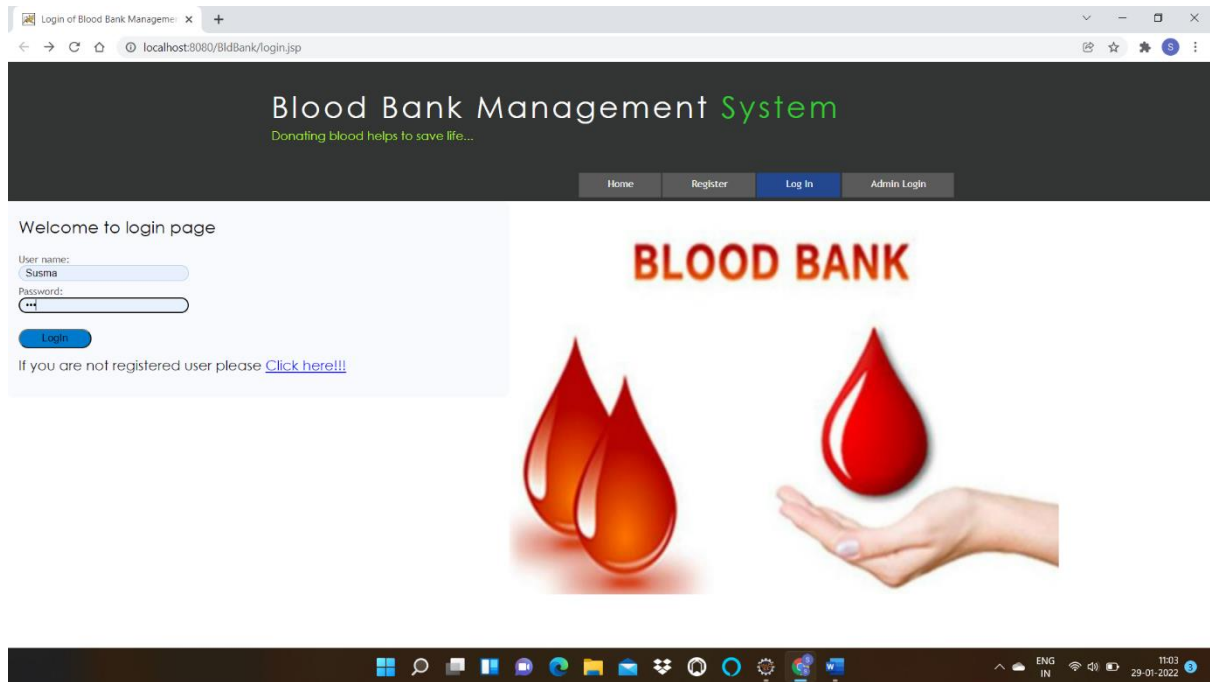 Login of Blood Bank Managemen
localhost:8080/BldBank/login.jsp
S
Blood Bank Management System
Donating blood helps to save life...
Home Register Log In Admin Login
Welcome to login page
User name:
Susma
Password:
•••
Login
If you are not registered user please Click here!!!
BLOOD BANK
ENG
IN
11:03
29-01-2022
3